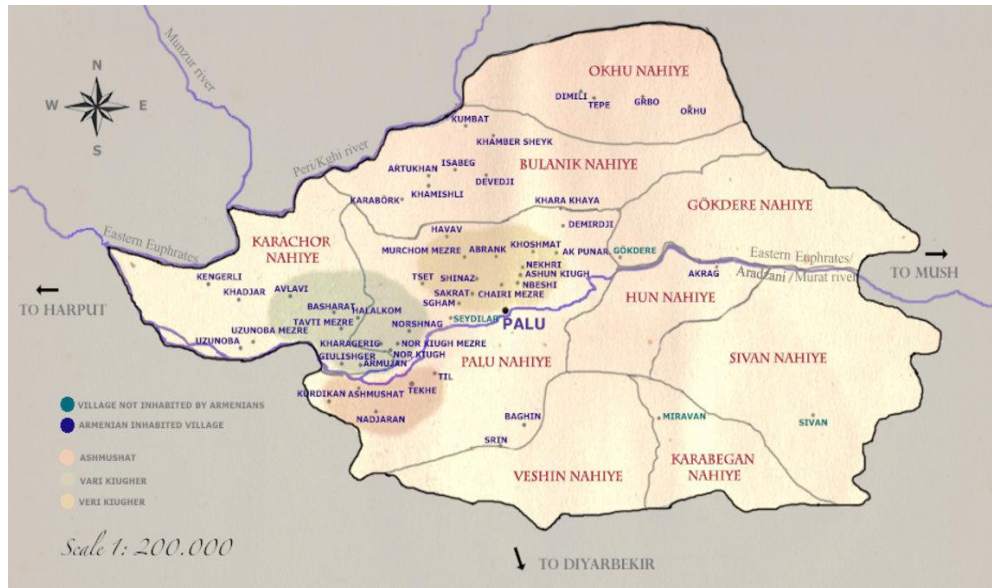 Munzur river
N
W
E
S
Peri/Kghi river
Eastern Euphrates
OKHU NAHIYE
DIMILI
TEPE
GRBO
OKHU
KUMBAT
KHAMBER SHEYK
BULANIK NAHIYE
ARTUKHAN
ISABEG
DEVEDJI
KHAMISHLI
KARABÖRK
KHARA KHAYA
GÖKDERE NAHIYE
DEMIRDJI
KARACHOR
NAHIYE
HAVAV
MURCHOM MEZRE
ABRANK
KHOSHMAT
AK PUNAR
GÖKDERE
Eastern Euphrates/
Aradzani/Murat river
TO MUSH
NEKHRI
ASHUN KIUGH
AKRAG
KENGERLI
TSET
SHINAZ
NBESHI
KHADJAR
AVLAVI
SAKRAT
CHAIRI MEZRE
HUN NAHIYE
TO HARPUT
BASHARAT
HALALKOM
SGHAM
SEYDILAR
PALU
TAVTI MEZRE
NORSHNAG
UZUNOBA MEZRE
UZUNOBA
KHARAGERIG
NOR KIUGH MEZRE
NOR KIUGH
GIULISHGER
ARMUJAN
PALU NAHIYE
SIVAN NAHIYE
TIL
TEKHE
KURDIKAN
ASHMUSHAT
NADJARAN
BAGHIN
MIRAVAN
SIVAN
SRIN
VESHIN NAHIYE
KARABEGAN
NAHIYE
VILLAGE NOT INHABITED BY ARMENIANS
ARMENIAN INHABITED VILLAGE
ASHMUSHAT
VARI KIUGHER
VERI KIUGHER
Scale 1: 200.000
TO DIYARBEKIR